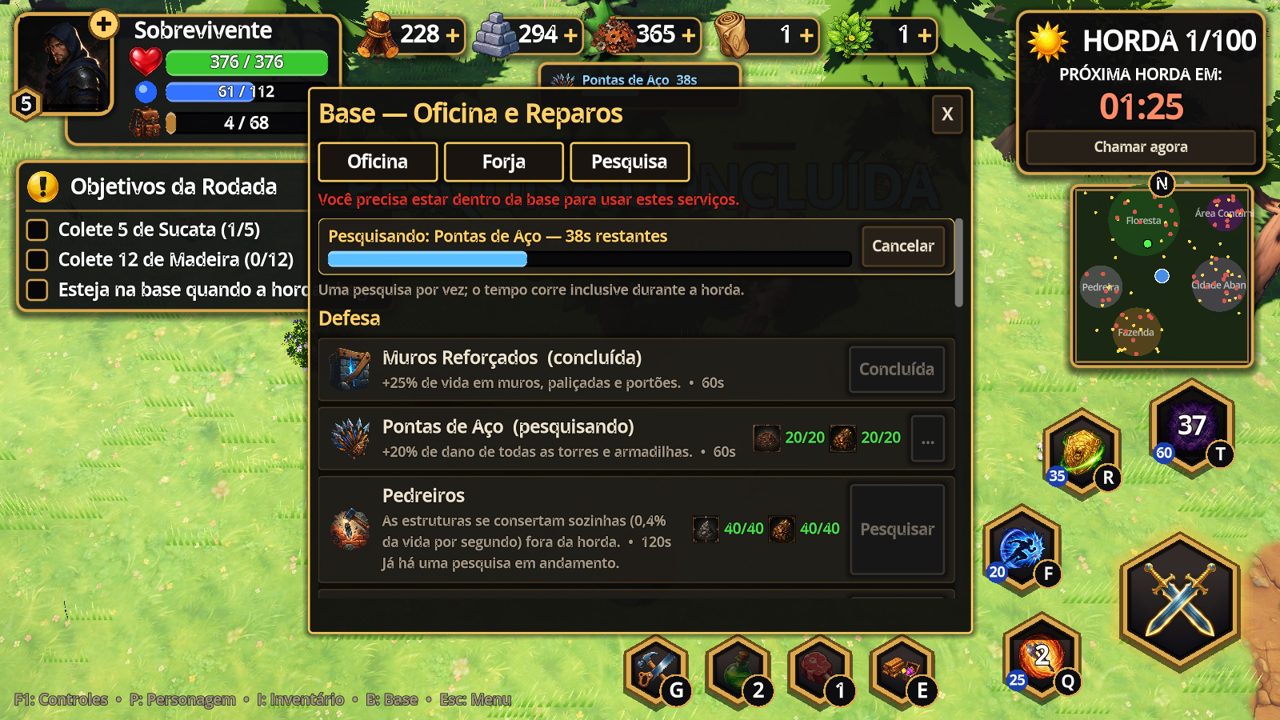 Sobrevivente
376 / 376
61 / 112
4 / 68
5
228 +
294 +
365 +
1 +
1 +
Pontas de Aço 38s
HORDA 1/100
PRÓXIMA HORDA EM:
01:25
Chamar agora
N
Floresta
Pedreira
Fazenda
Objetivos da Rodada
Colete 5 de Sucata (1/5)
Colete 12 de Madeira (0/12)
Esteja na base quando a hord
Base — Oficina e Reparos
X
Oficina
Forja
Pesquisa
Você precisa estar dentro da base para usar estes serviços.
Pesquisando: Pontas de Aço — 38s restantes
Cancelar
Uma pesquisa por vez; o tempo corre inclusive durante a horda.
Defesa
Muros Reforçados (concluída)
+25% de vida em muros, paliçadas e portões. • 60s
Concluída
Pontas de Aço (pesquisando)
+20% de dano de todas as torres e armadilhas. • 60s
20/20
20/20
...
Pedreiros
As estruturas se consertam sozinhas (0,4%
da vida por segundo) fora da horda. • 120s
Já há uma pesquisa em andamento.
40/40
40/40
Pesquisar
37
60
T
35
R
20
F
2
25
Q
G
2
1
E
F1: Controles • P: Personagem • I: Inventário • B: Base • Esc: Menu